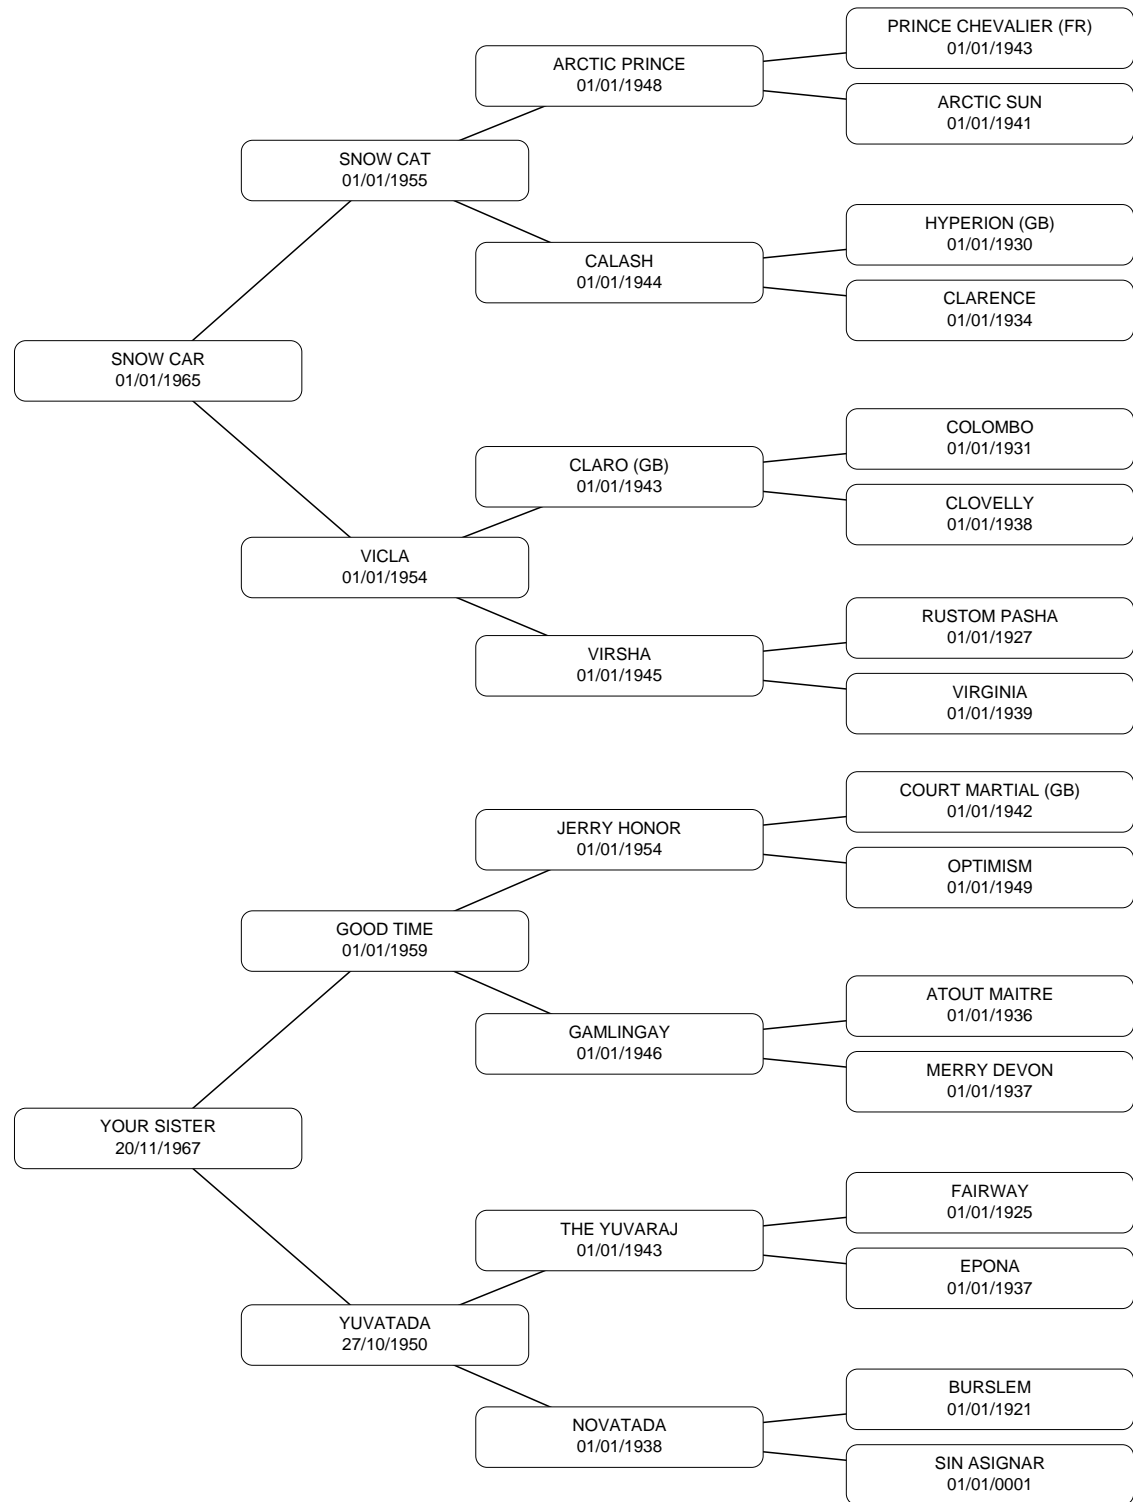 PRINCE CHEVALIER (FR)
01/01/1943
ARCTIC PRINCE
01/01/1948
ARCTIC SUN
01/01/1941
SNOW CAT
01/01/1955
HYPERION (GB)
01/01/1930
CALASH
01/01/1944
CLARENCE
01/01/1934
SNOW CAR
01/01/1965
COLOMBO
01/01/1931
CLARO (GB)
01/01/1943
CLOVELLY
01/01/1938
VICLA
01/01/1954
RUSTOM PASHA
01/01/1927
VIRSHA
01/01/1945
VIRGINIA
01/01/1939
COURT MARTIAL (GB)
01/01/1942
JERRY HONOR
01/01/1954
OPTIMISM
01/01/1949
GOOD TIME
01/01/1959
ATOUT MAITRE
01/01/1936
GAMLINGAY
01/01/1946
MERRY DEVON
01/01/1937
YOUR SISTER
20/11/1967
FAIRWAY
01/01/1925
THE YUVARAJ
01/01/1943
EPONA
01/01/1937
YUVATADA
27/10/1950
BURSLEM
01/01/1921
NOVATADA
01/01/1938
SIN ASIGNAR
01/01/0001